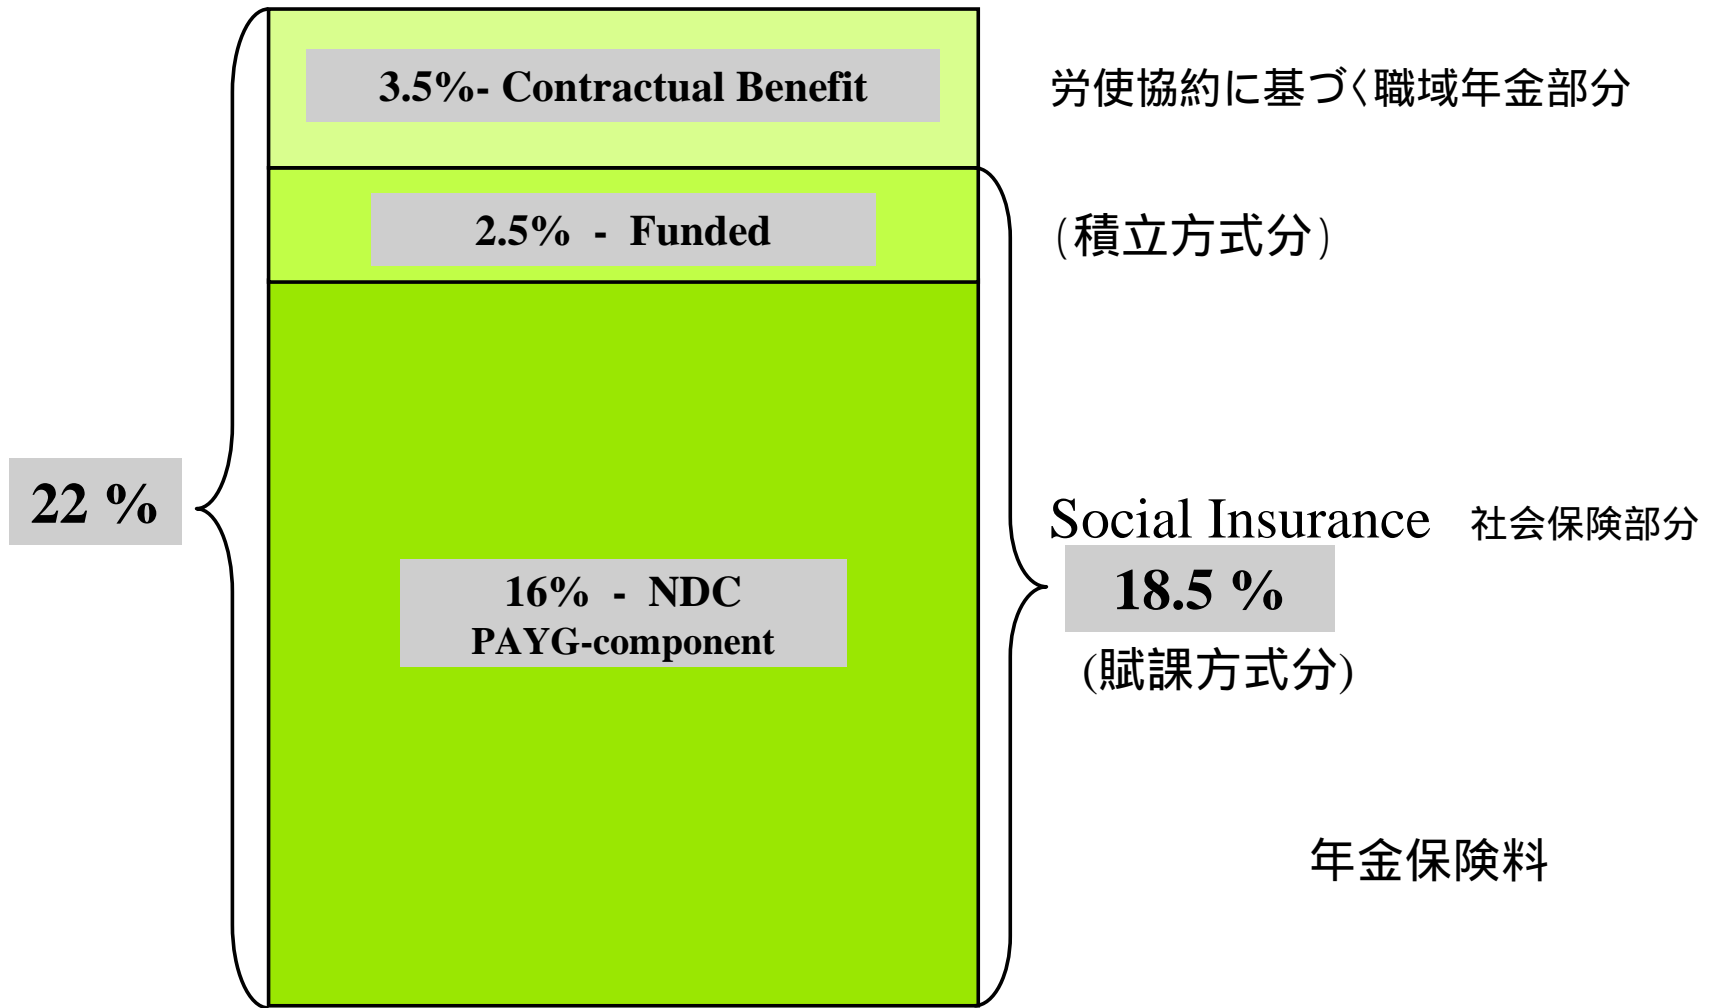 3.5%- Contractual Benefit
労使協約に基づく職域年金部分
2.5% - Funded
(積立方式分)
22 %
Social Insurance 社会保険部分
16% - NDC
PAYG-component
18.5 %
(賦課方式分)
年金保険料